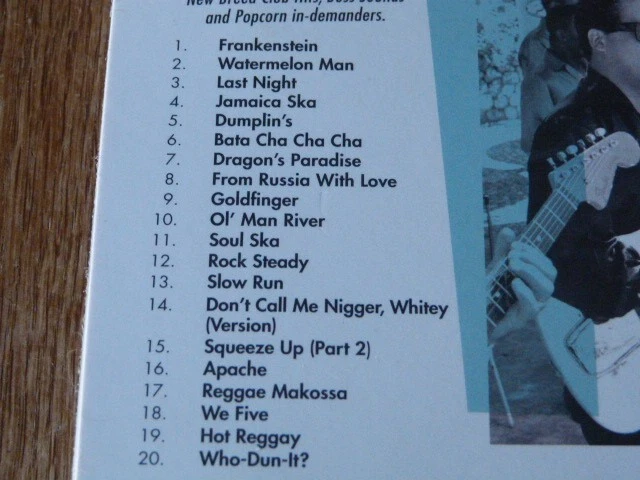 New Breed Club Hits, Boss Sounds
and Popcorn in-demanders.
1. Frankenstein
2. Watermelon Man
3. Last Night
4. Jamaica Ska
5. Dumplin's
6. Bata Cha Cha Cha
7. Dragon's Paradise
8. From Russia With Love
9. Goldfinger
10. Ol' Man River
11. Soul Ska
12. Rock Steady
13. Slow Run
14. Don't Call Me Nigger, Whitey
(Version)
15. Squeeze Up (Part 2)
16. Apache
17. Reggae Makossa
18. We Five
19. Hot Reggay
20. Who-Dun-It?